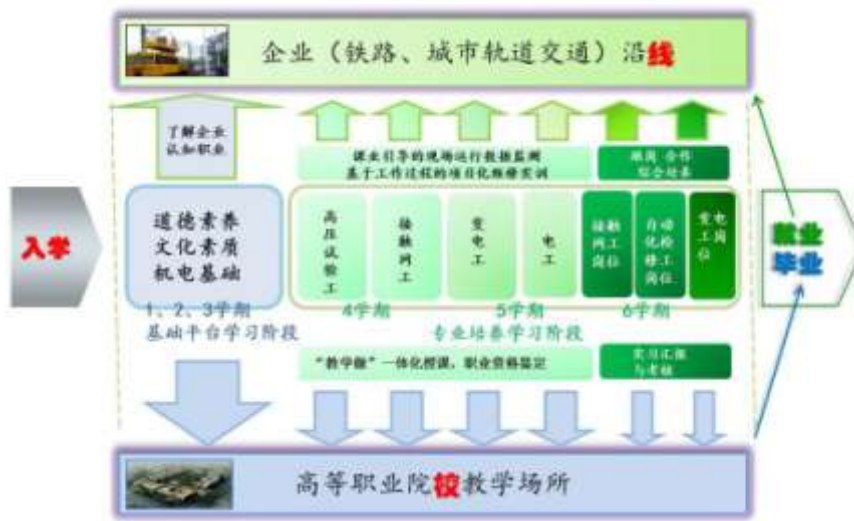 企业（铁路、城市轨道交通）沿线
了解企业
认知职业
课业引导的现场运行数据监测
基于工作过程的项目化检修实训
跟岗 合作
综合培养
入学
道德素养
文化素质
机电基础
高压试验工
接触网工
变电工
电工
接触网工岗位
自动化检修工岗位
变电工岗位
就业
毕业
1、2、3学期
基础平台学习阶段
4学期
5学期
6学期
专业培养学习阶段
“教学做”一体化授课，职业资格鉴定
实习汇报
与考核
高等职业院校教学场所